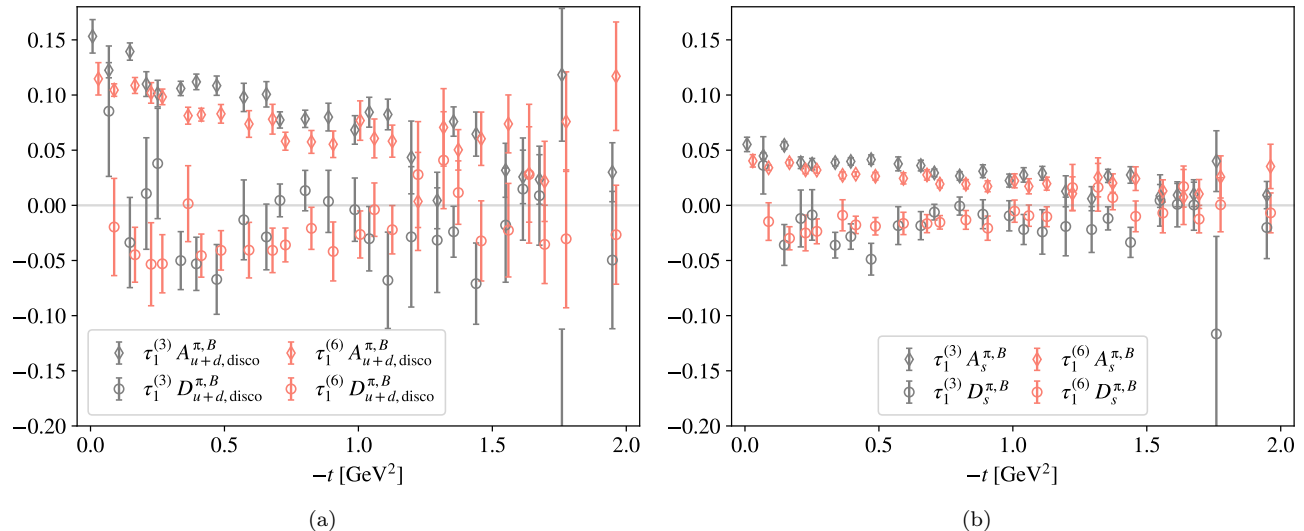 0.15
0.10
0.05
0.00
−0.05
−0.10
−0.15
−0.20
τ₁⁽³⁾ A^{π,B}_{u+d,disco}
τ₁⁽⁶⁾ A^{π,B}_{u+d,disco}
τ₁⁽³⁾ D^{π,B}_{u+d,disco}
τ₁⁽⁶⁾ D^{π,B}_{u+d,disco}
0.0 0.5 1.0 1.5 2.0
−t [GeV²]
(a)
0.15
0.10
0.05
0.00
−0.05
−0.10
−0.15
−0.20
τ₁⁽³⁾ A^{π,B}_s
τ₁⁽⁶⁾ A^{π,B}_s
τ₁⁽³⁾ D^{π,B}_s
τ₁⁽⁶⁾ D^{π,B}_s
0.0 0.5 1.0 1.5 2.0
−t [GeV²]
(b)